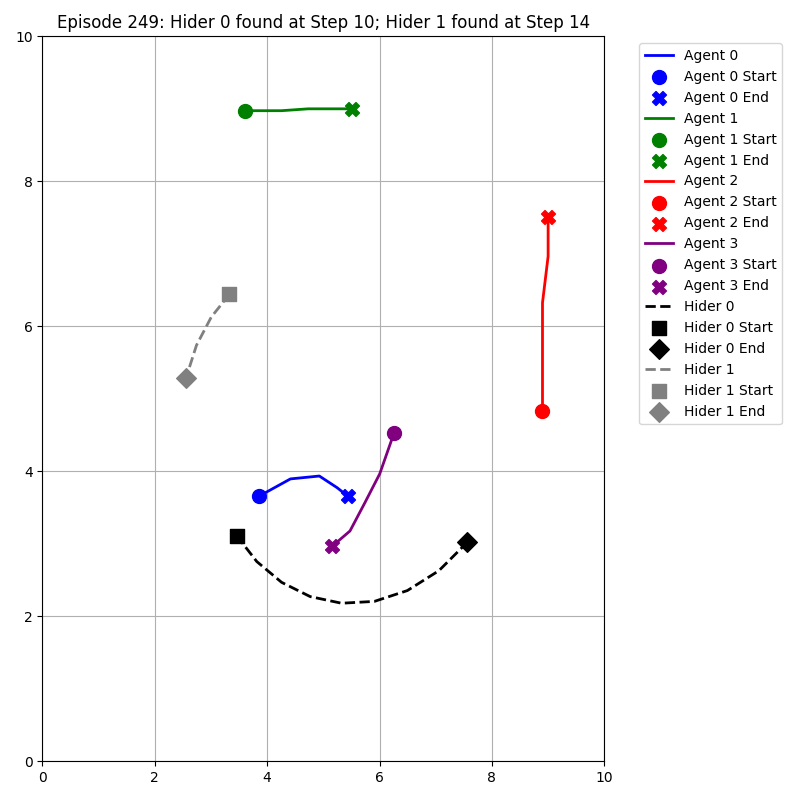 Episode 249: Hider 0 found at Step 10; Hider 1 found at Step 14
10
8
6
4
2
0
0 2 4 6 8 10
Agent 0
Agent 0 Start
Agent 0 End
Agent 1
Agent 1 Start
Agent 1 End
Agent 2
Agent 2 Start
Agent 2 End
Agent 3
Agent 3 Start
Agent 3 End
Hider 0
Hider 0 Start
Hider 0 End
Hider 1
Hider 1 Start
Hider 1 End